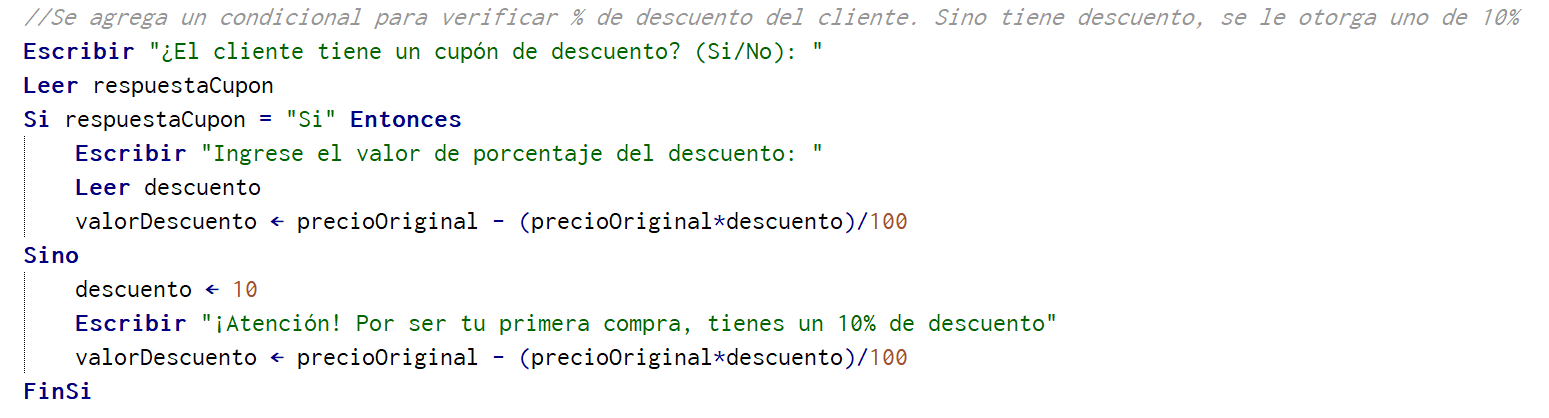 //Se agrega un condicional para verificar % de descuento del cliente. Sino tiene descuento, se le otorga uno de 10%
Escribir "¿El cliente tiene un cupón de descuento? (Si/No): "
Leer respuestaCupon
Si respuestaCupon = "Si" Entonces
Escribir "Ingrese el valor de porcentaje del descuento: "
Leer descuento
valorDescuento ← precioOriginal - (precioOriginal*descuento)/100
Sino
descuento ← 10
Escribir "¡Atención! Por ser tu primera compra, tienes un 10% de descuento"
valorDescuento ← precioOriginal - (precioOriginal*descuento)/100
FinSi